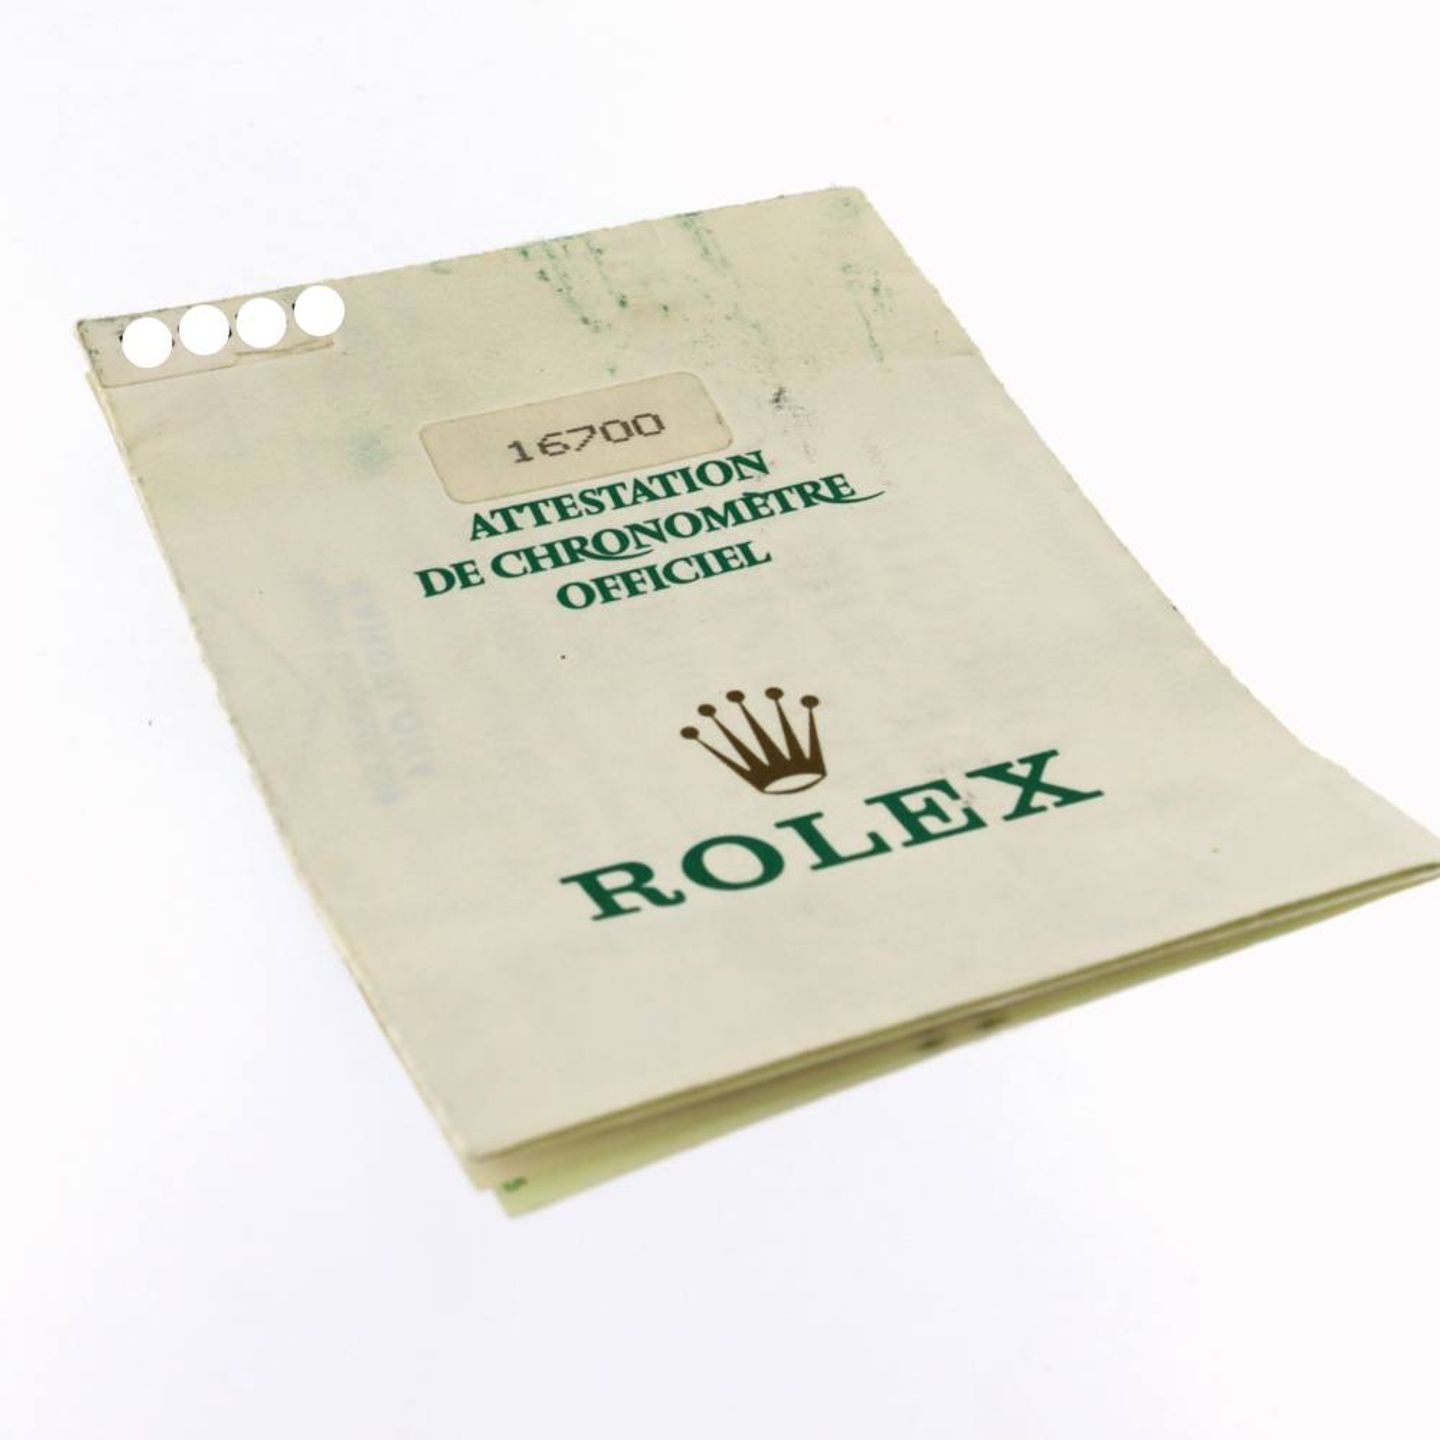 16700
ATTESTATION
DE CHRONOMÈTRE
OFFICIEL
ROLEX